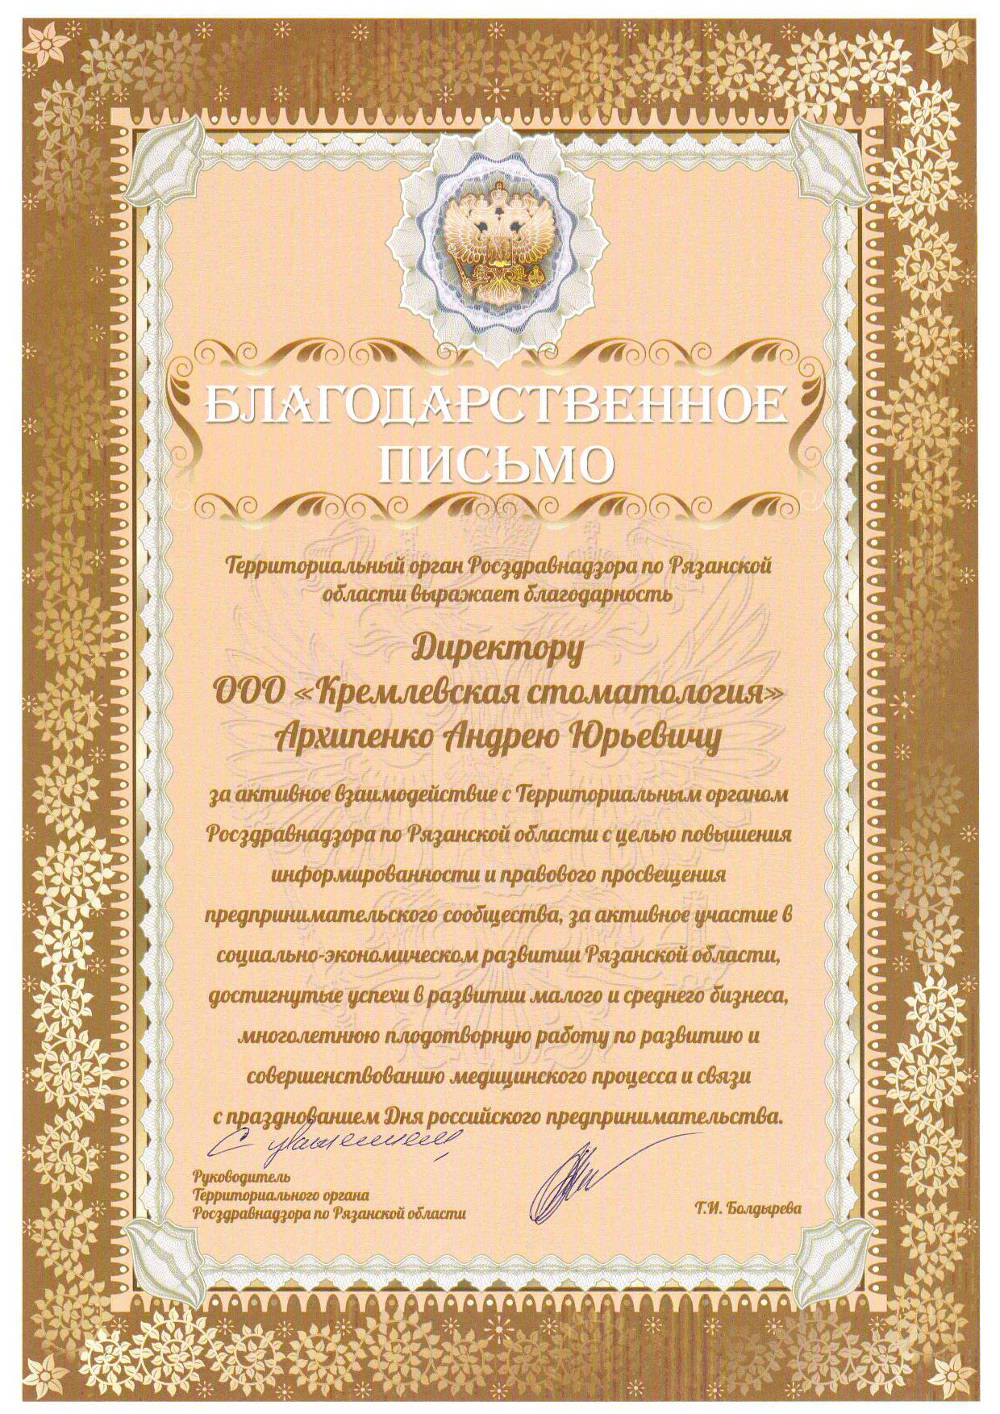 БЛАГОДАРСТВЕННОЕ
ПИСЬМО
Территориальный орган Росздравнадзора по Рязанской
области выражает благодарность
Директору
ООО «Кремлевская стоматология»
Архипенко Андрею Юрьевичу
за активное взаимодействие с Территориальным органом
Росздравнадзора по Рязанской области с целью повышения
информированности и правового просвещения
предпринимательского сообщества, за активное участие в
социально-экономическом развитии Рязанской области,
достигнутые успехи в развитии малого и среднего бизнеса,
многолетнюю плодотворную работу по развитию и
совершенствованию медицинского процесса и связи
с празднованием Дня российского предпринимательства.
С уважением,
Руководитель
Территориального органа
Росздравнадзора по Рязанской области
Т.И. Болдырева